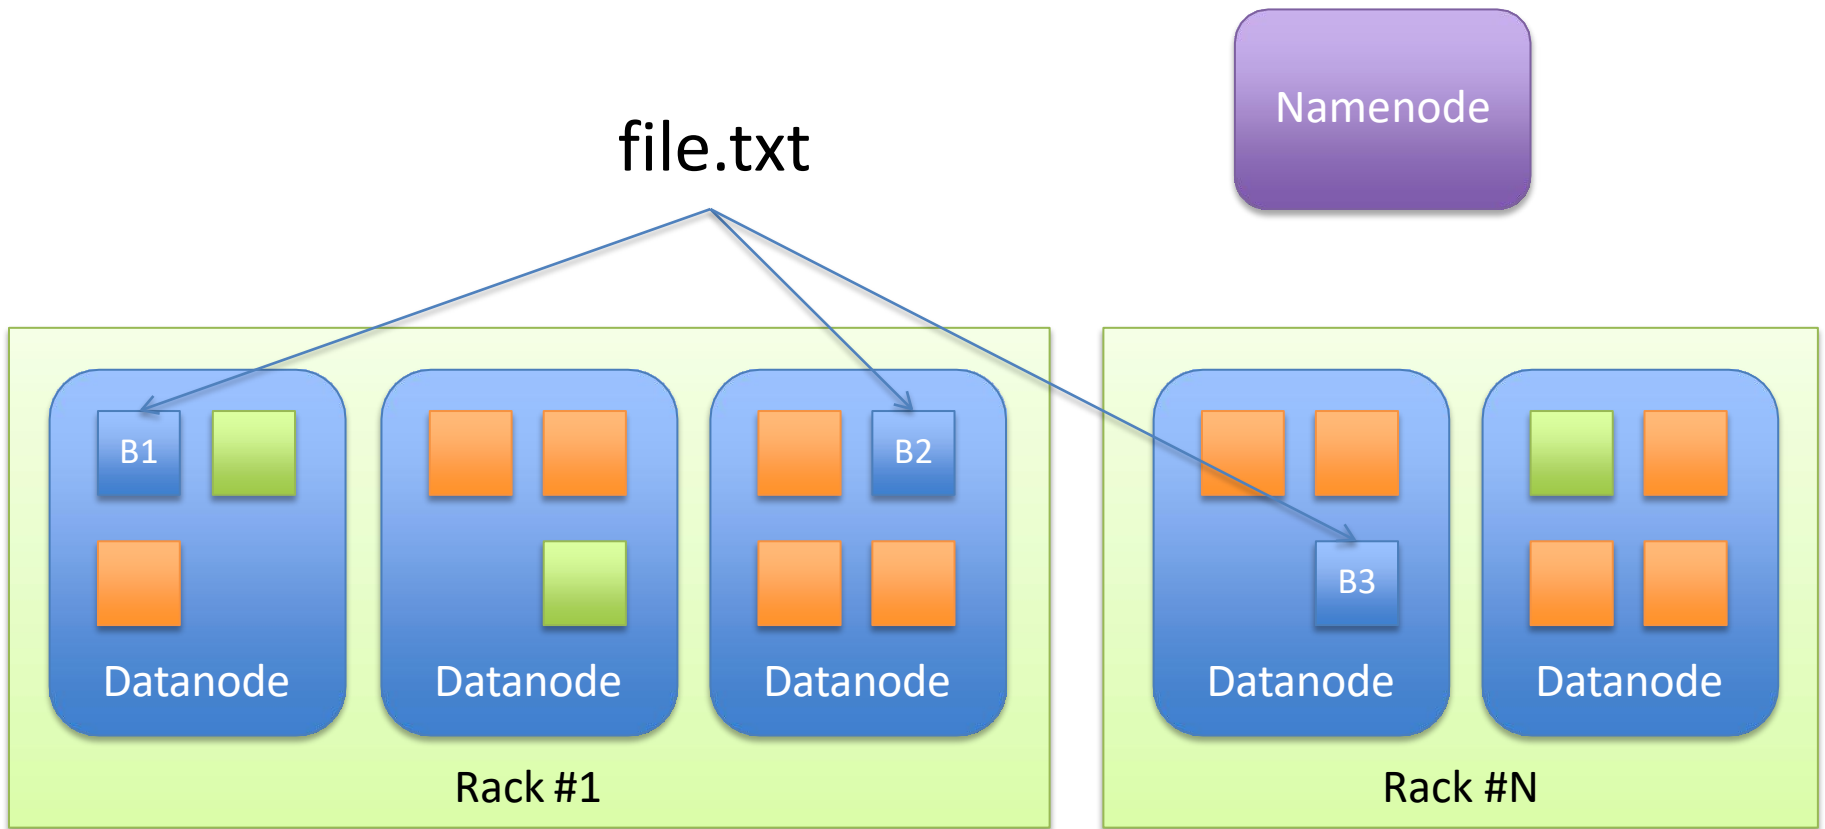 Namenode
file.txt
B1
B2
B3
Datanode
Datanode
Datanode
Datanode
Datanode
Rack #1
Rack #N